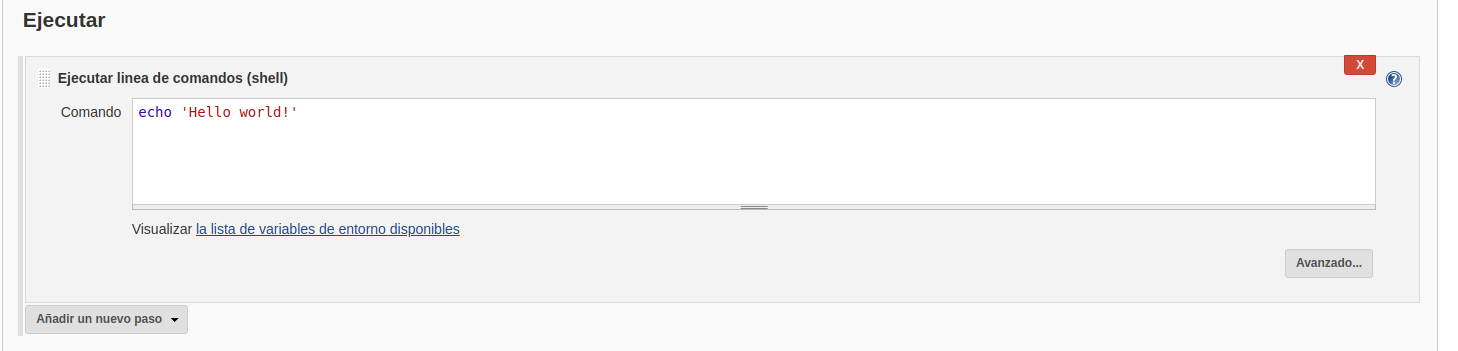 Ejecutar
X
Ejecutar linea de comandos (shell)
?
Comando
echo 'Hello world!'
Visualizar la lista de variables de entorno disponibles
Avanzado...
Añadir un nuevo paso